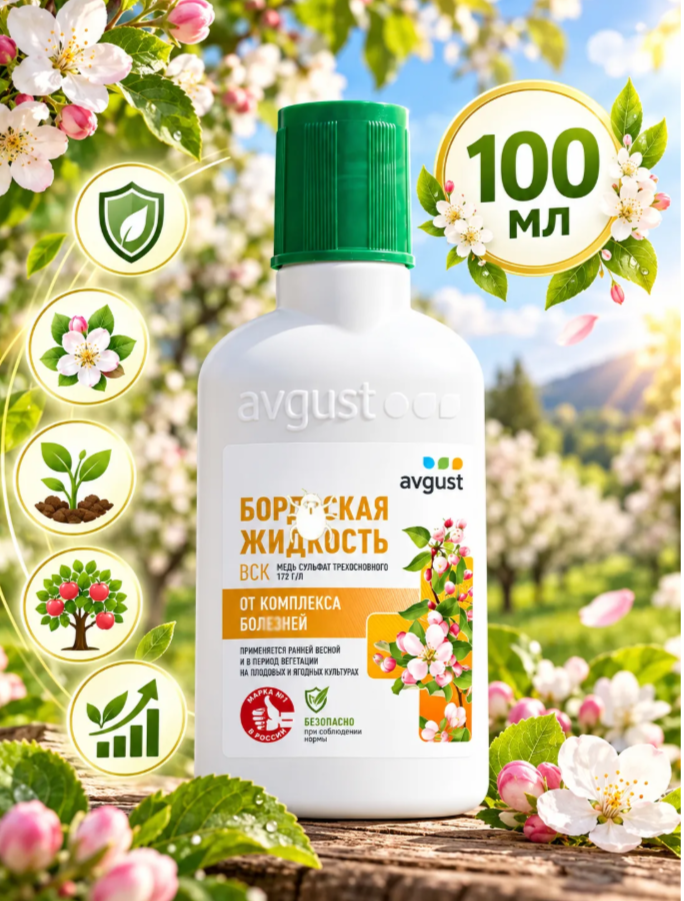 100
мл
avgust
avgust
ЖИДКОСТЬ
ВСК
МЕДЬ СУЛЬФАТ ТРЕХОСНОВНОГО
172 Г/Л
ОТ КОМПЛЕКСА
БОЛЕЗНЕЙ
ПРИМЕНЯЕТСЯ РАННЕЙ ВЕСНОЙ
И В ПЕРИОД ВЕГЕТАЦИИ
НА ПЛОДОВЫХ И ЯГОДНЫХ КУЛЬТУРАХ
МАРКА №1
В РОССИИ
БЕЗОПАСНО
при соблюдении
нормы